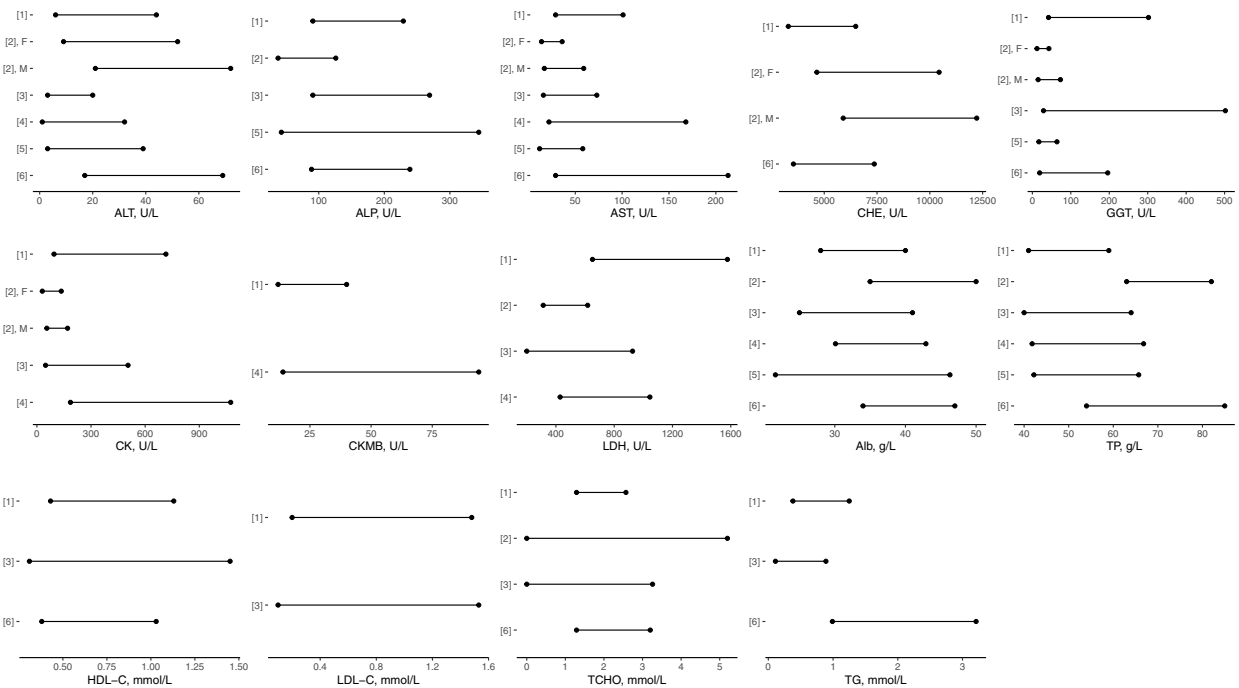 [1]
[2], F
[2], M
[3]
[4]
[5]
[6]
0 20 40 60
ALT, U/L
[1]
[2]
[3]
[5]
[6]
100 200 300
ALP, U/L
[1]
[2], F
[2], M
[3]
[4]
[5]
[6]
50 100 150 200
AST, U/L
[1]
[2], F
[2], M
[6]
5000 7500 10000 12500
CHE, U/L
[1]
[2], F
[2], M
[3]
[5]
[6]
0 100 200 300 400 500
GGT, U/L
[1]
[2], F
[2], M
[3]
[4]
0 300 600 900
CK, U/L
[1]
[4]
25 50 75
CKMB, U/L
[1]
[2]
[3]
[4]
400 800 1200 1600
LDH, U/L
[1]
[2]
[3]
[4]
[5]
[6]
30 40 50
Alb, g/L
[1]
[2]
[3]
[4]
[5]
[6]
40 50 60 70 80
TP, g/L
[1]
[3]
[6]
0.50 0.75 1.00 1.25 1.50
HDL−C, mmol/L
[1]
[3]
0.4 0.8 1.2 1.6
LDL−C, mmol/L
[1]
[2]
[3]
[6]
0 1 2 3 4 5
TCHO, mmol/L
[1]
[3]
[6]
0 1 2 3
TG, mmol/L